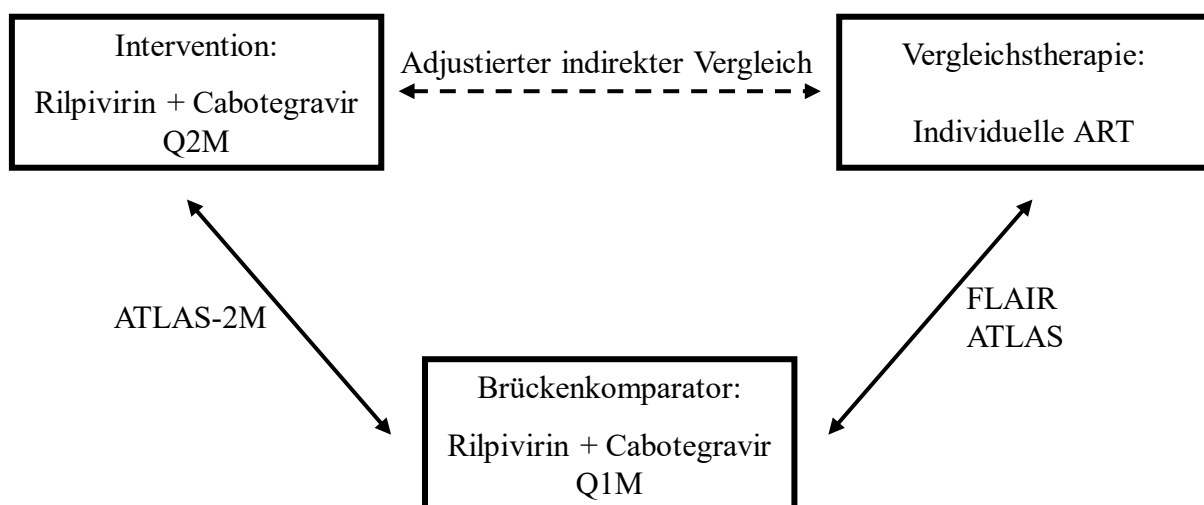 Intervention:
Rilpivirin + Cabotegravir
Q2M
Adjustierter indirekter Vergleich
Vergleichstherapie:
Individuelle ART
ATLAS-2M
FLAIR
ATLAS
Brückenkomparator:
Rilpivirin + Cabotegravir
Q1M